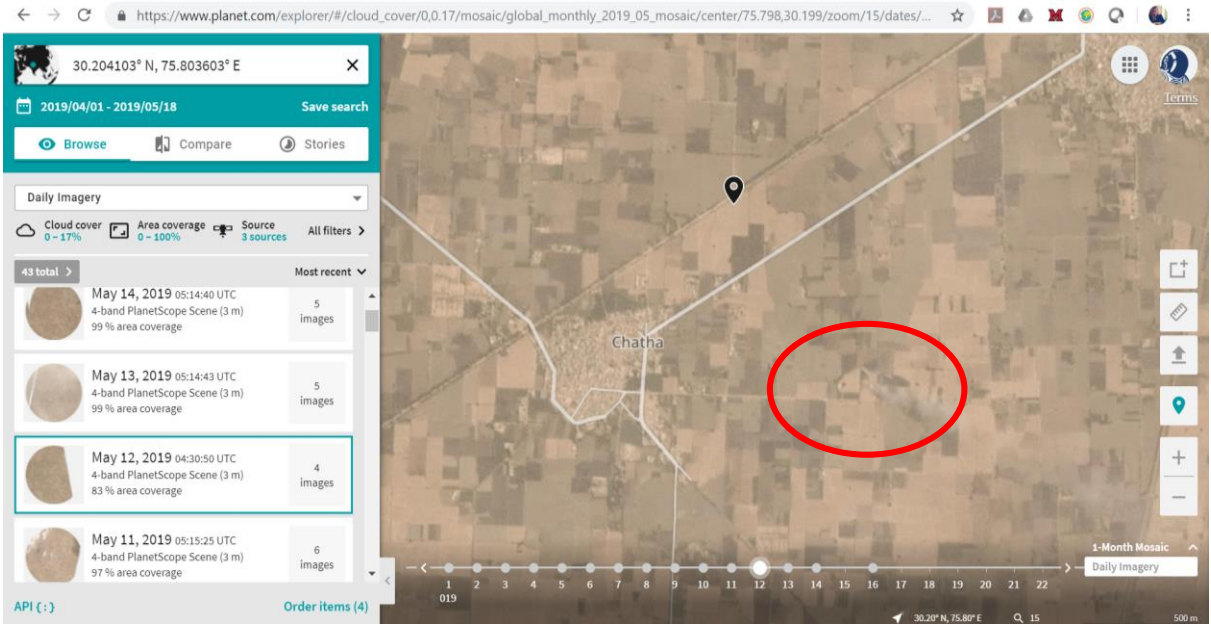 https://www.planet.com/explorer/#/cloud_cover/0,0.17/mosaic/global_monthly_2019_05_mosaic/center/75.798,30.199/zoom/15/dates/...
30.204103° N, 75.803603° E
2019/04/01 - 2019/05/18 Save search
Browse Compare Stories
Daily Imagery
Cloud cover 0 – 17% Area coverage 0 – 100% Source 3 sources All filters >
43 total > Most recent
May 14, 2019 05:14:40 UTC
4-band PlanetScope Scene (3 m)
99 % area coverage
5 images
May 13, 2019 05:14:43 UTC
4-band PlanetScope Scene (3 m)
99 % area coverage
5 images
May 12, 2019 04:30:50 UTC
4-band PlanetScope Scene (3 m)
83 % area coverage
4 images
May 11, 2019 05:15:25 UTC
4-band PlanetScope Scene (3 m)
97 % area coverage
6 images
API {:} Order items (4)
Terms
Chatha
1-Month Mosaic
Daily Imagery
1 2 3 4 5 6 7 8 9 10 11 12 13 14 15 16 17 18 19 20 21 22
019
30.20° N, 75.80° E 15 500 m